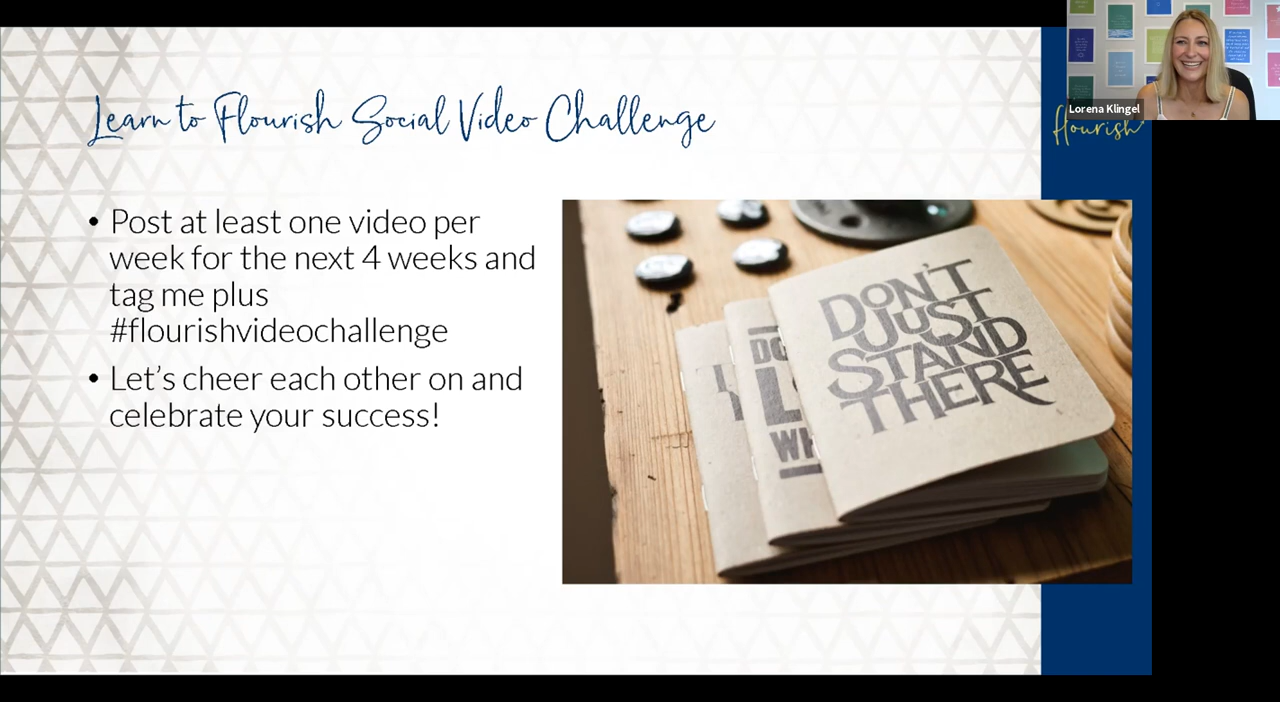 Lorena Klingel
flourish
Learn to Flourish Social Video Challenge
• Post at least one video per
week for the next 4 weeks and
tag me plus
#flourishvideochallenge
• Let’s cheer each other on and
celebrate your success!
DON'T
JUST
STAND
THERE
DO
L
WH